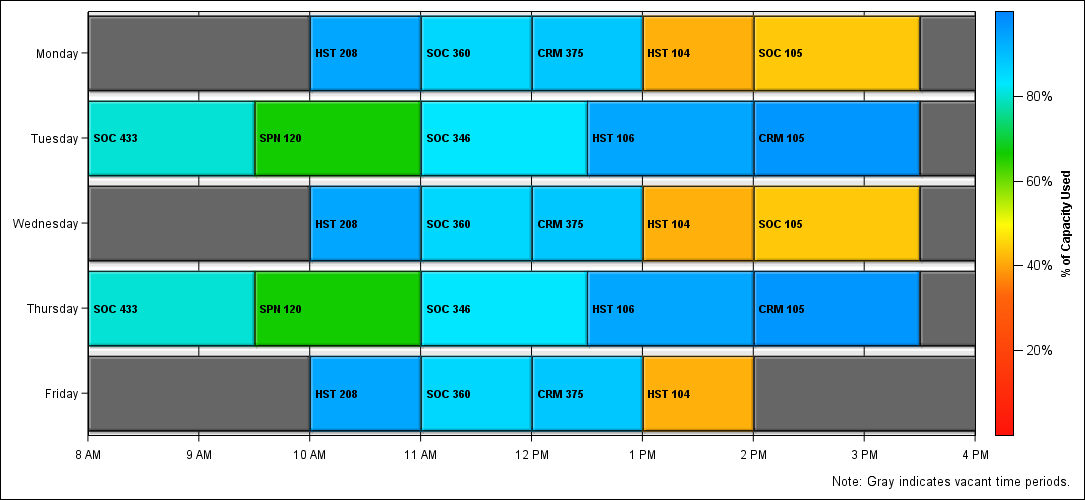 Monday HST 208 SOC 360 CRM 375 HST 104 SOC 105
80%
Tuesday SOC 433 SPN 120 SOC 346 HST 106 CRM 105
60%
Wednesday HST 208 SOC 360 CRM 375 HST 104 SOC 105
% of Capacity Used
40%
Thursday SOC 433 SPN 120 SOC 346 HST 106 CRM 105
20%
Friday HST 208 SOC 360 CRM 375 HST 104
8 AM 9 AM 10 AM 11 AM 12 PM 1 PM 2 PM 3 PM 4 PM
Note: Gray indicates vacant time periods.